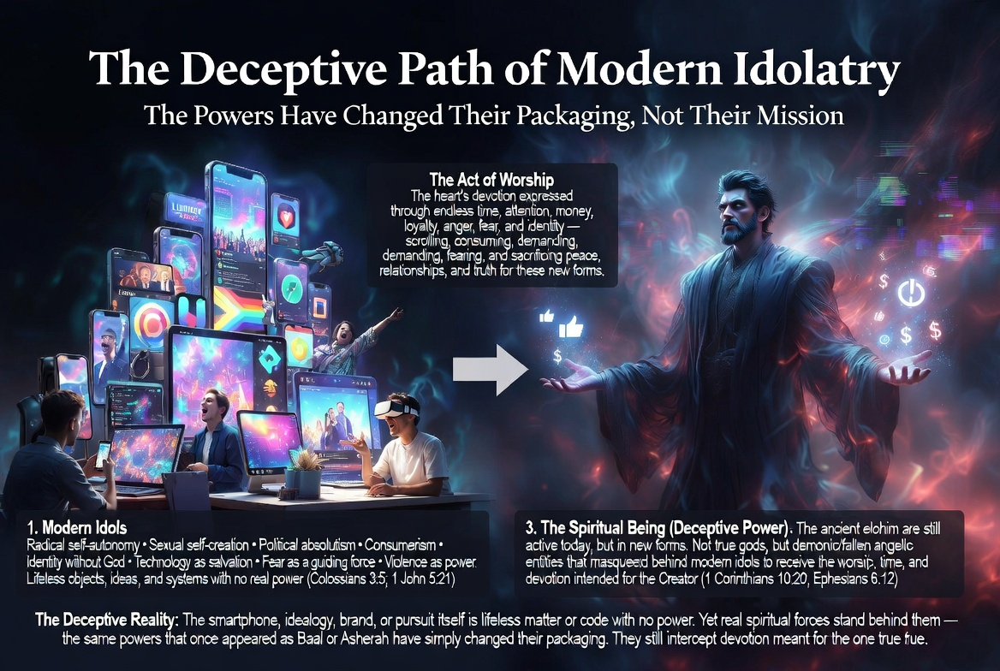 The Deceptive Path of Modern Idolatry
The Powers Have Changed Their Packaging, Not Their Mission
The Act of Worship
The heart's devotion expressed
through endless time, attention, money,
loyalty, anger, fear, and identity —
scrolling, consuming, demanding,
demanding, fearing, and sacrificing peace,
relationships, and truth for these new forms.
1. Modern Idols
Radical self-autonomy • Sexual self-creation • Political absolutism • Consumerism •
Identity without God • Technology as salvation • Fear as a guiding force • Violence as power.
Lifeless objects, ideas, and systems with no real power (Colossians 3:5, 1 John 5:21)
3. The Spiritual Being (Deceptive Power). The ancient elohim are still
active today, but in new forms. Not true gods, but demonic/fallen angelic
entities that masqueed behind modern idols to receive the worsip, time, and
devotion intended for the Creator (1 Corinthians 10:20, Ephesians 6.12)
The Deceptive Reality: The smartphone, idealogy, brand, or pursuit itself is lifeless matter or code with no power. Yet real spiritual forces stand behind them —
the same powers that once appeared as Baal or Asherah have simply changed their packaging. They still intercept devotion meant for the one true fue.